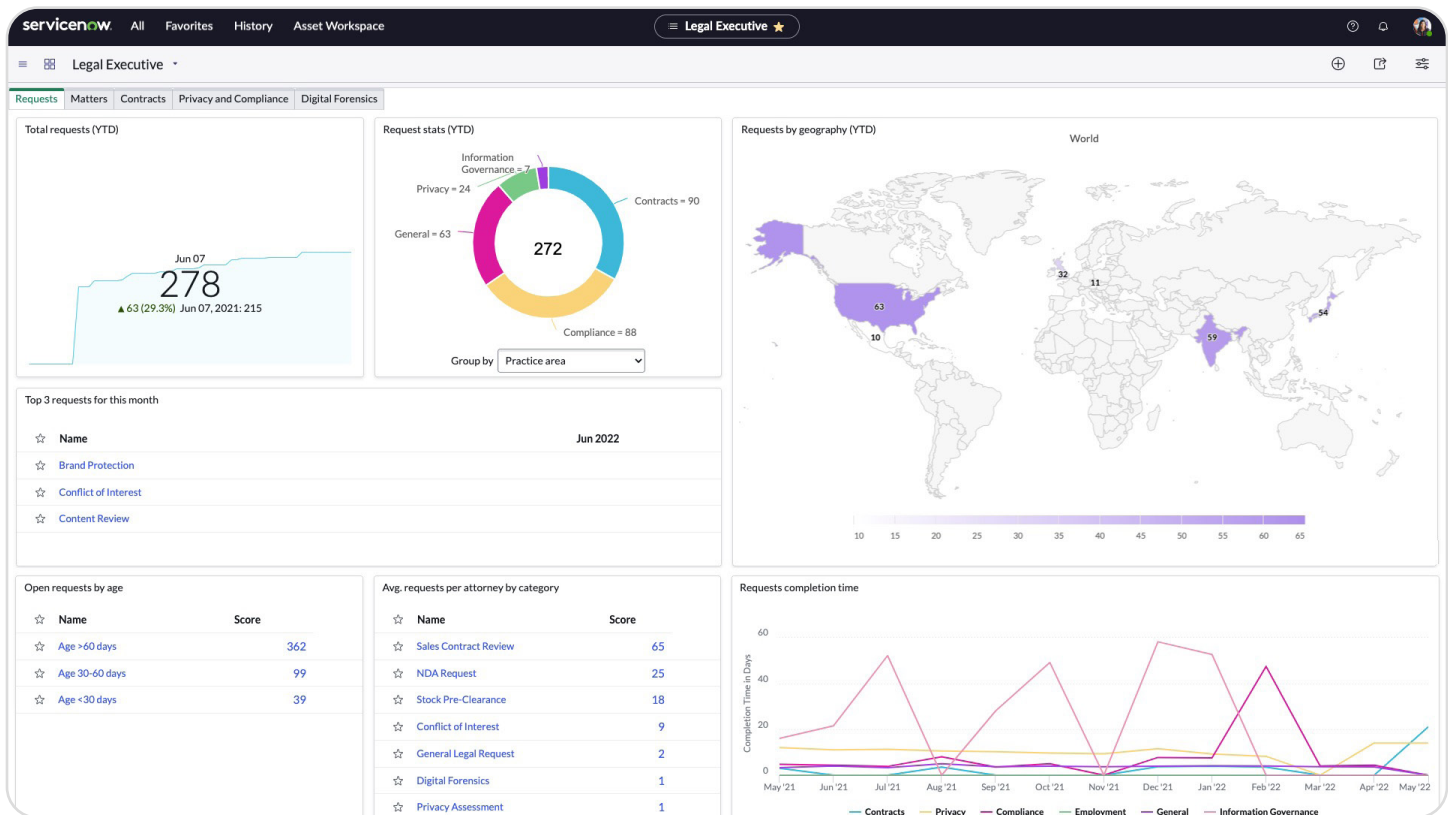 servicenow. All Favorites History Asset Workspace Legal Executive
Legal Executive
Requests Matters Contracts Privacy and Compliance Digital Forensics
Total requests (YTD)
Jun 07
278
▲ 63 (29.3%) Jun 07, 2021: 215
Request stats (YTD)
Information
Governance = 7
Privacy = 24
Contracts = 90
General = 63
272
Compliance = 88
Group by Practice area
Requests by geography (YTD)
World
32
11
63
54
10
59
10 15 20 25 30 35 40 45 50 55 60 65
Top 3 requests for this month
Name Jun 2022
Brand Protection
Conflict of Interest
Content Review
Open requests by age
Name Score
Age >60 days 362
Age 30-60 days 99
Age <30 days 39
Avg. requests per attorney by category
Name Score
Sales Contract Review 65
NDA Request 25
Stock Pre-Clearance 18
Conflict of Interest 9
General Legal Request 2
Digital Forensics 1
Privacy Assessment 1
Requests completion time
Completion Time in Days
60
40
20
0
May '21 Jun '21 Jul '21 Aug '21 Sep '21 Oct '21 Nov '21 Dec '21 Jan '22 Feb '22 Mar '22 Apr '22 May '22
Contracts Privacy Compliance Employment General Information Governance